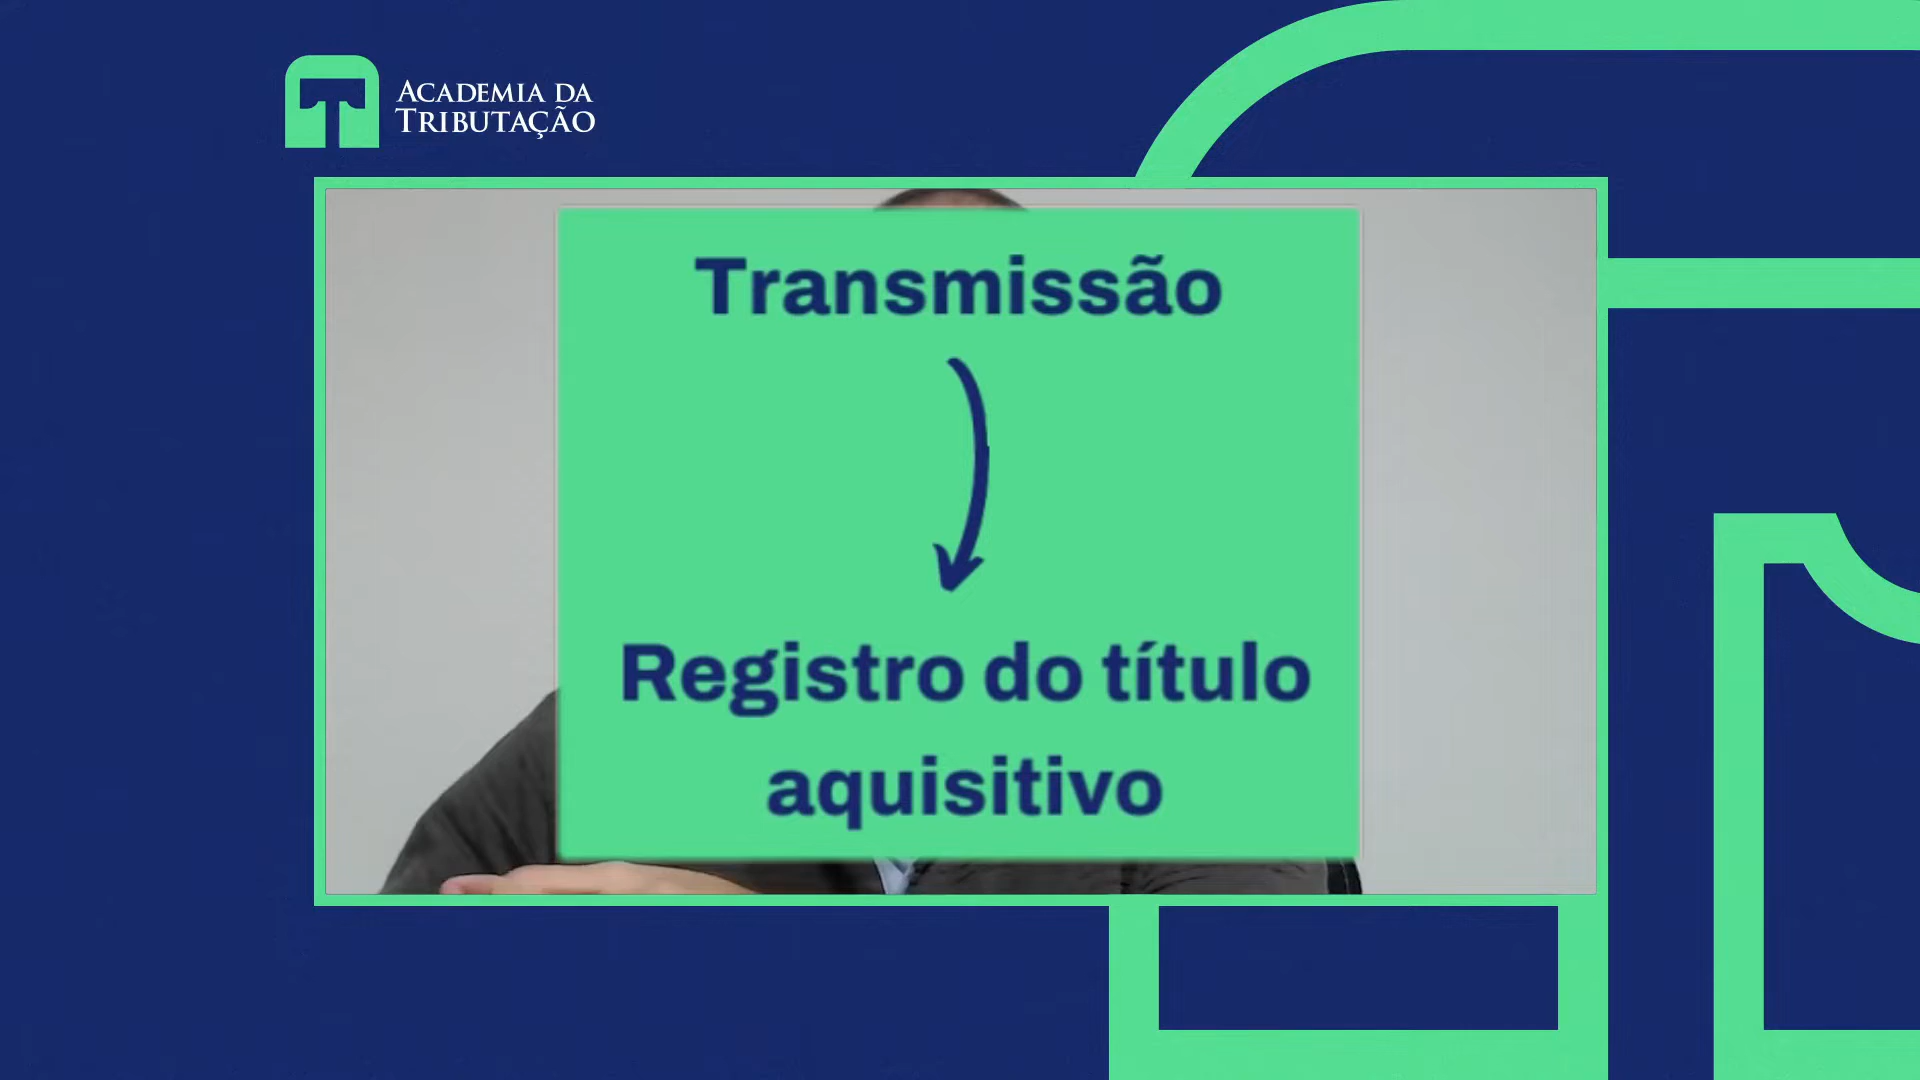 ACADEMIA DA
TRIBUTAÇÃO
Transmissão
Registro do título
aquisitivo